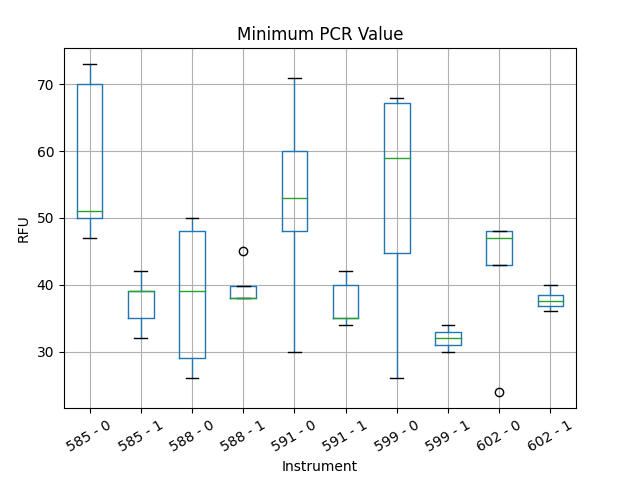 Minimum PCR Value
RFU
70
60
50
40
30
585 - 0
585 - 1
588 - 0
588 - 1
591 - 0
591 - 1
599 - 0
599 - 1
602 - 0
602 - 1
Instrument